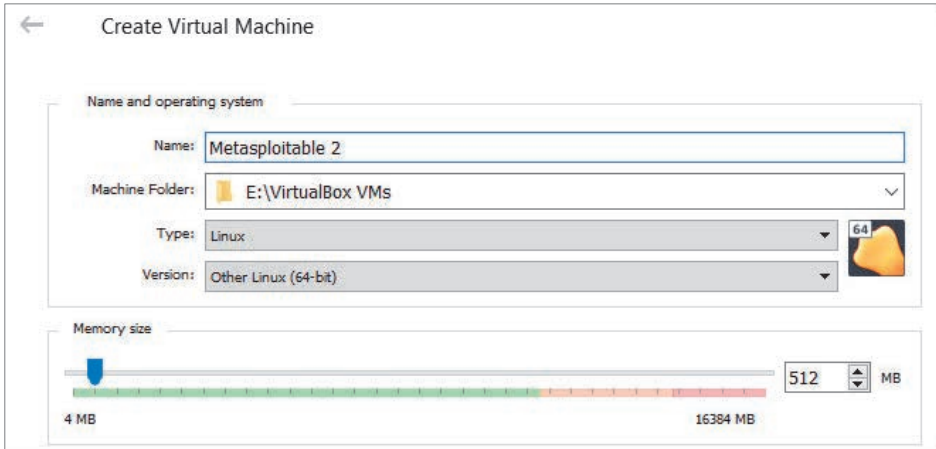 Create Virtual Machine
Name and operating system
Name: Metasploitable 2
Machine Folder: E:\VirtualBox VMs
Type: Linux
64
Version: Other Linux (64-bit)
Memory size
512 MB
4 MB 16384 MB